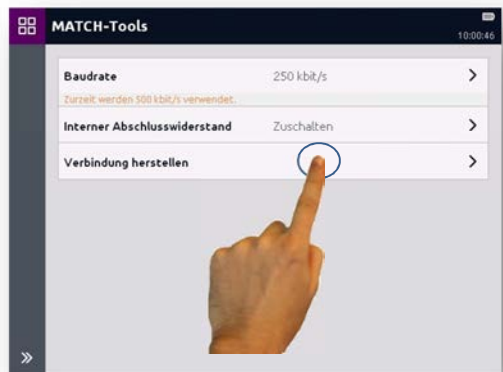 MATCH-Tools
10:00:46
Baudrate 250 kbit/s
Zurzeit werden 500 kbit/s verwendet.
Interner Abschlusswiderstand Zuschalten
Verbindung herstellen